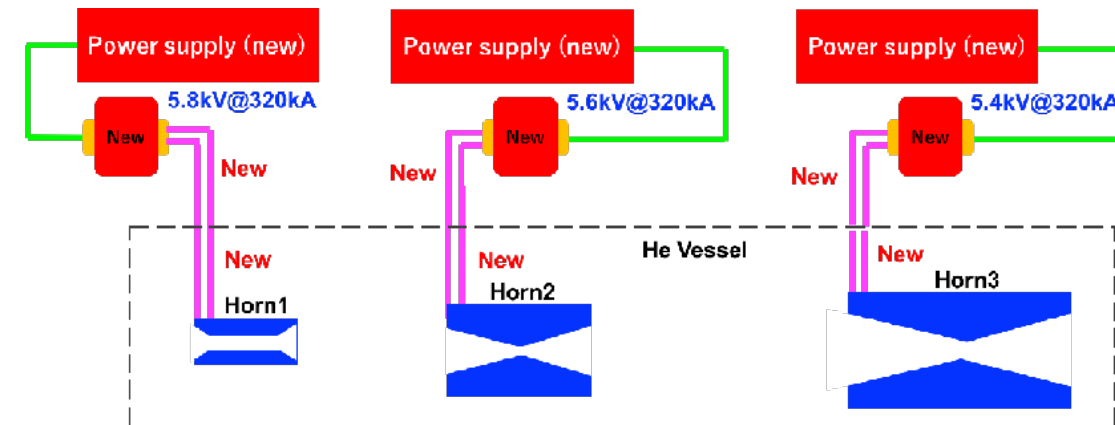 Power supply (new)
Power supply (new)
Power supply (new)
5.8kV@320kA
5.6kV@320kA
5.4kV@320kA
New
New
New
New
New
New
He Vessel
New
New
New
Horn1
Horn2
Horn3